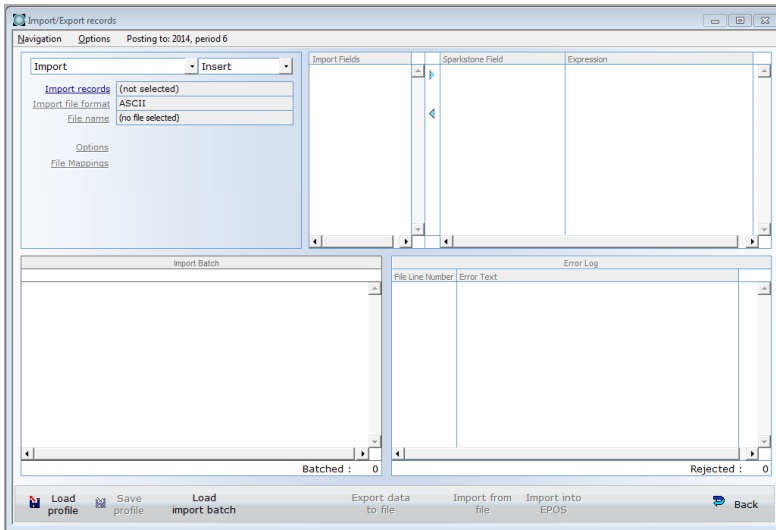 Import/Export records
Navigation Options Posting to: 2014, period 6
Import Insert
Import records (not selected)
Import file format ASCII
File name (no file selected)
Options
File Mappings
Import Fields
Sparkstone Field Expression
Import Batch
Batched : 0
Error Log
File Line Number Error Text
Rejected : 0
Load profile
Save profile
Load import batch
Export data to file
Import from file
Import into EPOS
Back